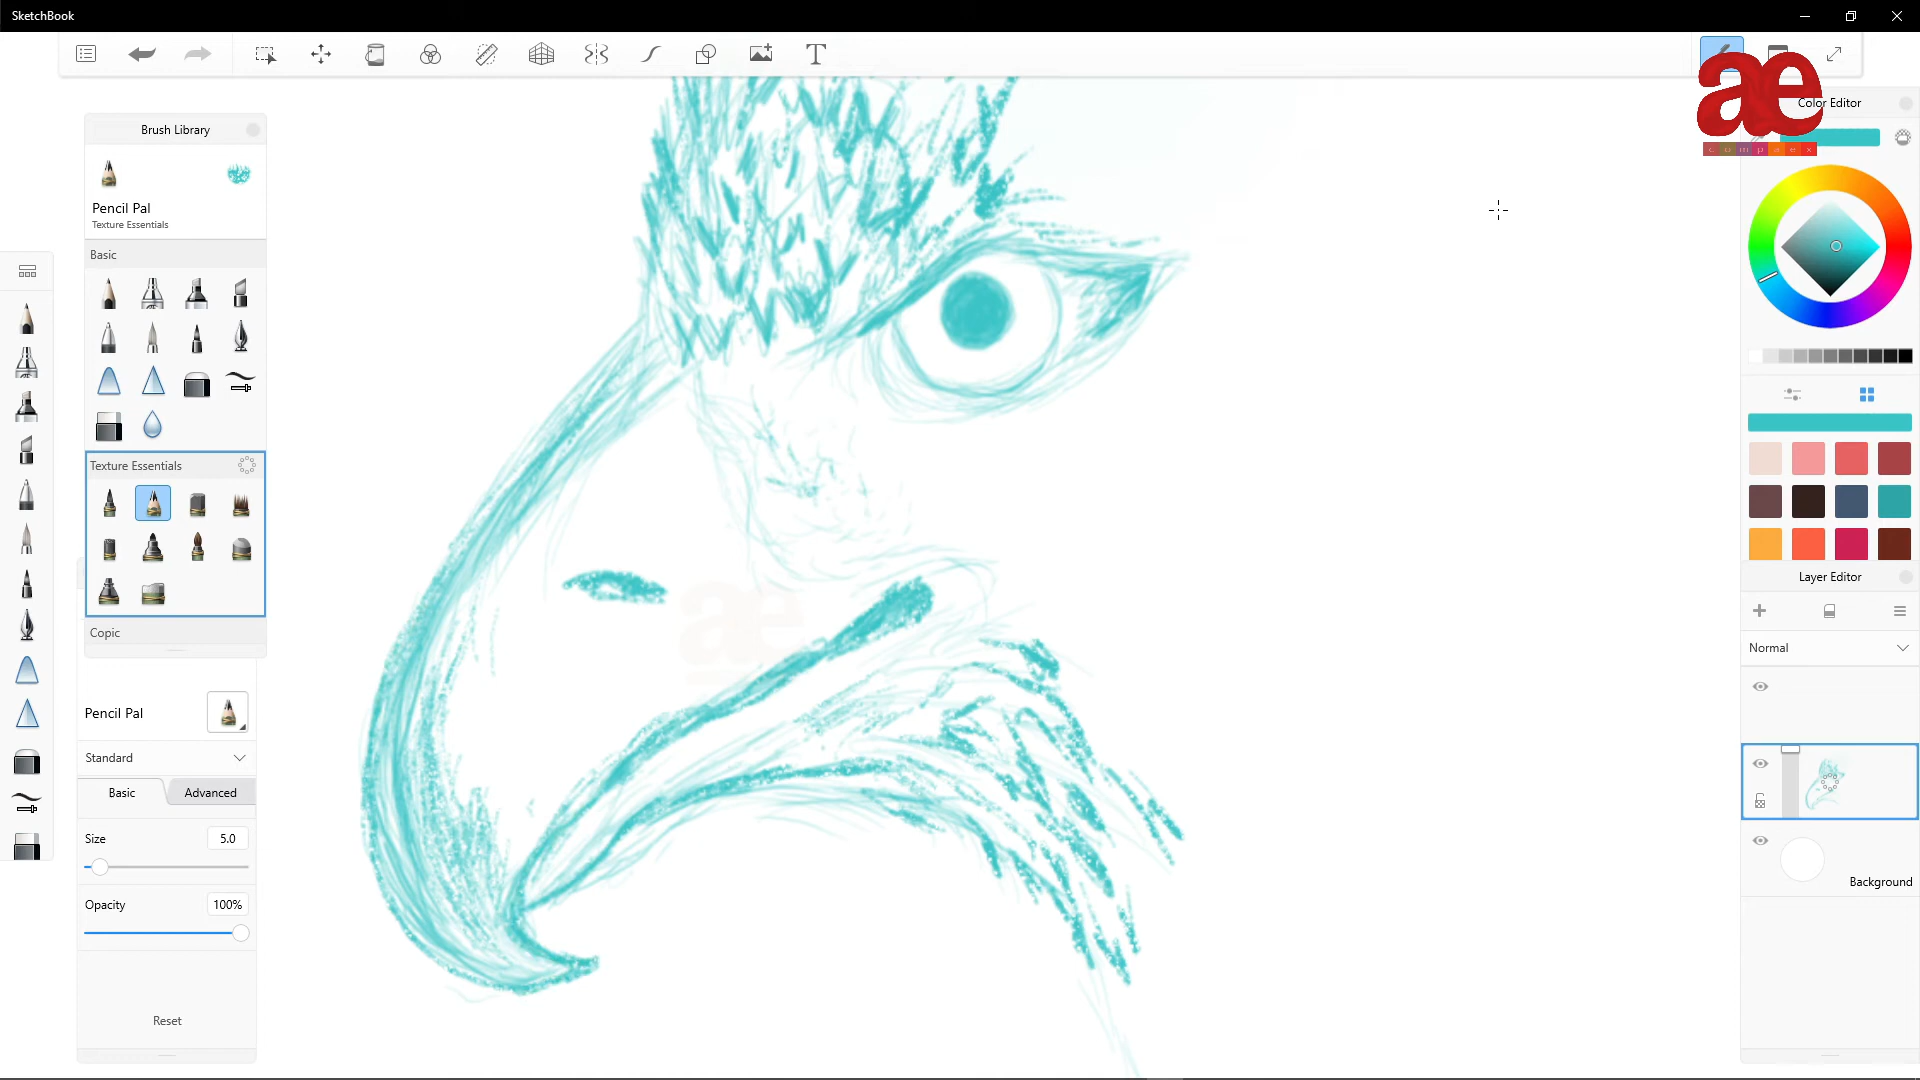 SketchBook
T
ae
Color Editor
c o m p l e x
Brush Library
Pencil Pal
Texture Essentials
Basic
Texture Essentials
Copic
ae
Layer Editor
Normal
Pencil Pal
Standard
Basic
Advanced
Size
5.0
Background
Opacity
100%
Reset